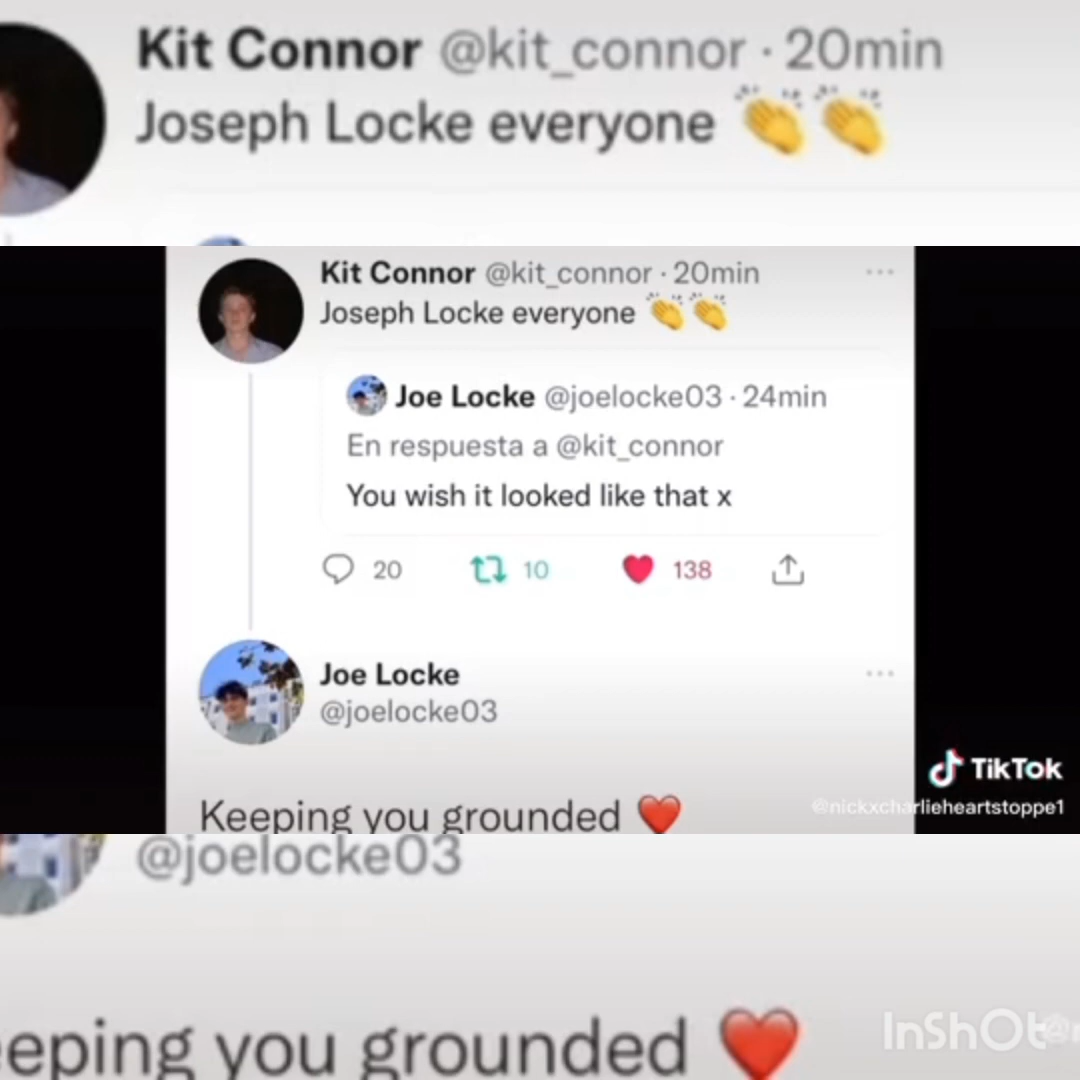 Kit Connor @kit_connor · 20min
Joseph Locke everyone 👏👏
Kit Connor @kit_connor · 20min
Joseph Locke everyone 👏👏
Joe Locke @joelocke03 · 24min
En respuesta a @kit_connor
You wish it looked like that x
20 10 138
Joe Locke
@joelocke03
Keeping you grounded ❤️
TikTok
@nickxcharlieheartstoppe1
@joelocke03
eeping you grounded ❤️
InShOt